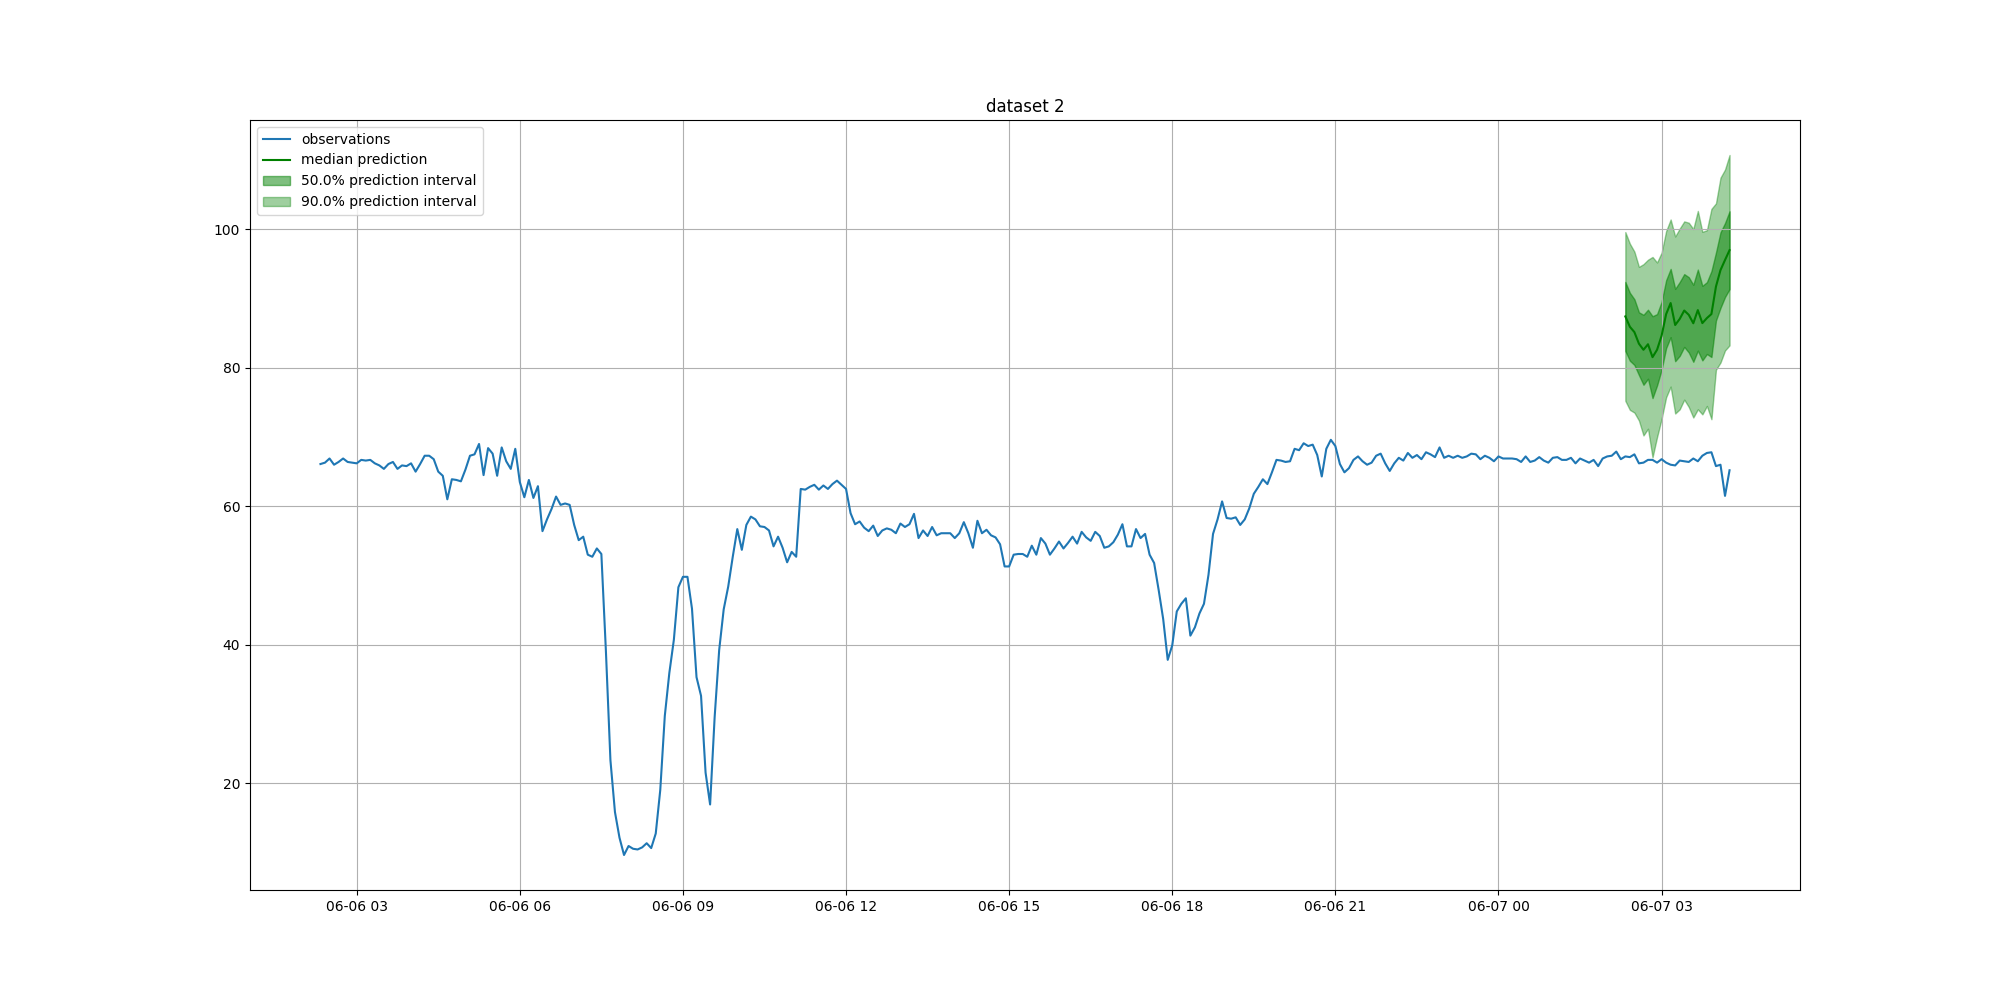 dataset 2
observations
median prediction
50.0% prediction interval
90.0% prediction interval
100
80
60
40
20
06-06 03 06-06 06 06-06 09 06-06 12 06-06 15 06-06 18 06-06 21 06-07 00 06-07 03